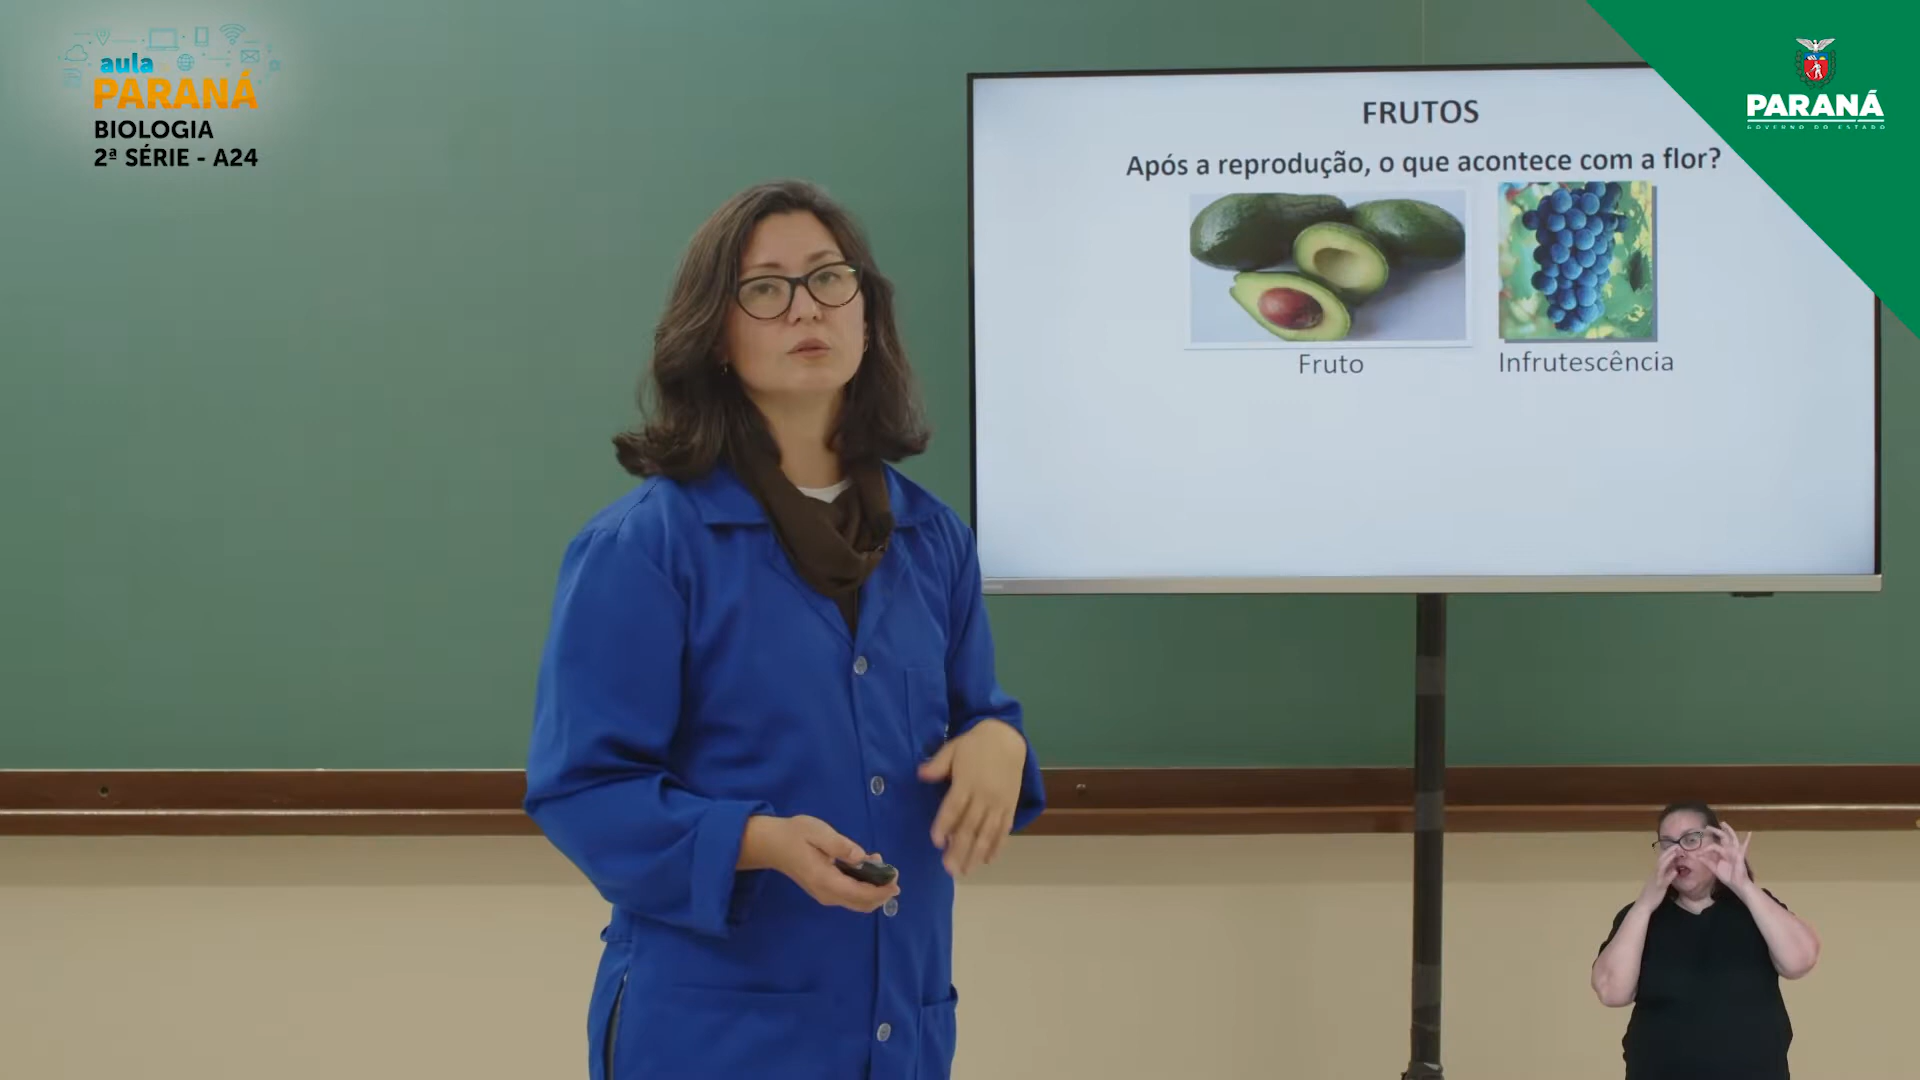 aula
PARANÁ
BIOLOGIA
2ª SÉRIE - A24
FRUTOS
Após a reprodução, o que acontece com a flor?
Fruto
Infrutescência
PARANÁ
GOVERNO DO ESTADO